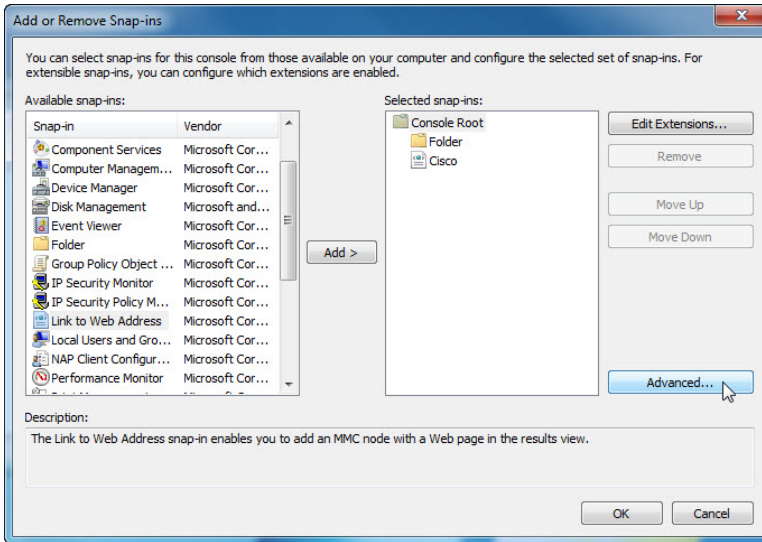 Add or Remove Snap-ins
You can select snap-ins for this console from those available on your computer and configure the selected set of snap-ins. For
extensible snap-ins, you can configure which extensions are enabled.
Available snap-ins:
Snap-in Vendor
Component Services Microsoft Cor...
Computer Managem... Microsoft Cor...
Device Manager Microsoft Cor...
Disk Management Microsoft and...
Event Viewer Microsoft Cor...
Folder Microsoft Cor...
Group Policy Object ... Microsoft Cor...
IP Security Monitor Microsoft Cor...
IP Security Policy M... Microsoft Cor...
Link to Web Address Microsoft Cor...
Local Users and Gro... Microsoft Cor...
NAP Client Configur... Microsoft Cor...
Performance Monitor Microsoft Cor...
Add >
Selected snap-ins:
Console Root
Folder
Cisco
Edit Extensions...
Remove
Move Up
Move Down
Advanced...
Description:
The Link to Web Address snap-in enables you to add an MMC node with a Web page in the results view.
OK
Cancel